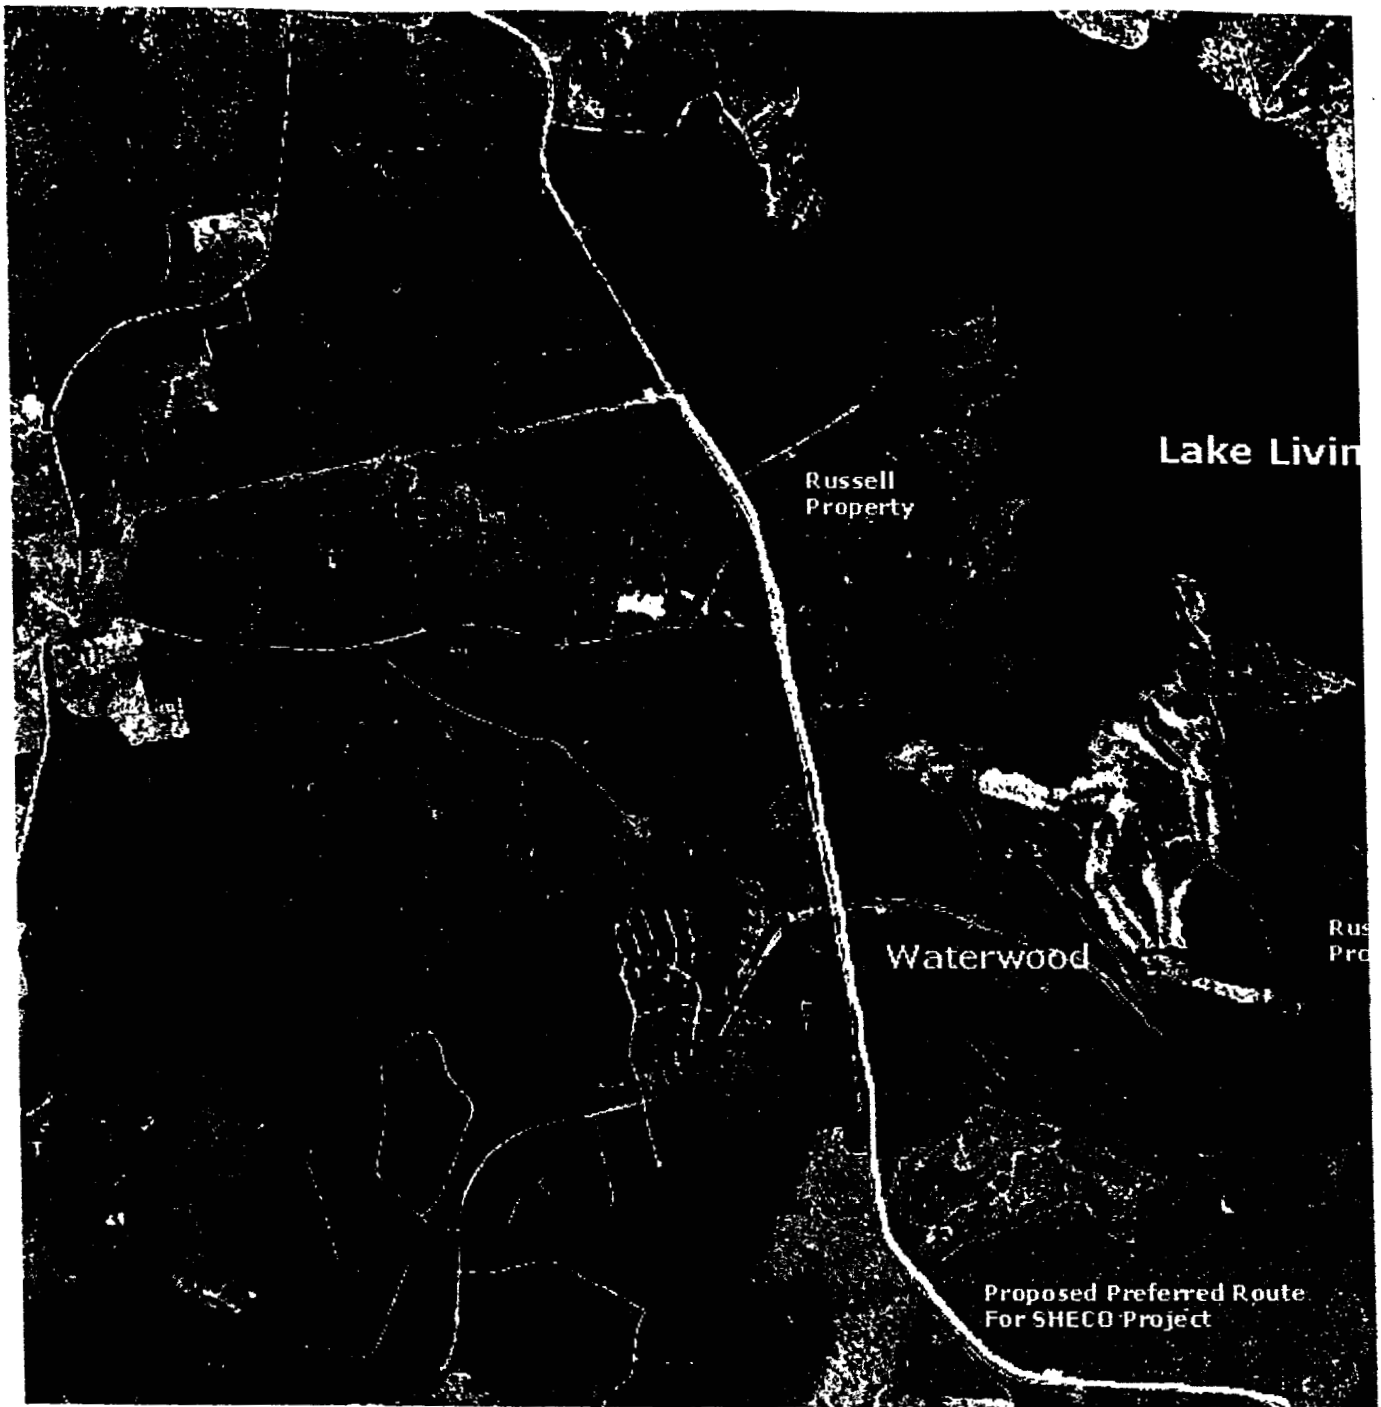 Lake Livin
Russell
Property
Rus
Pro
Waterwood
Proposed Preferred Route
For SHECO Project